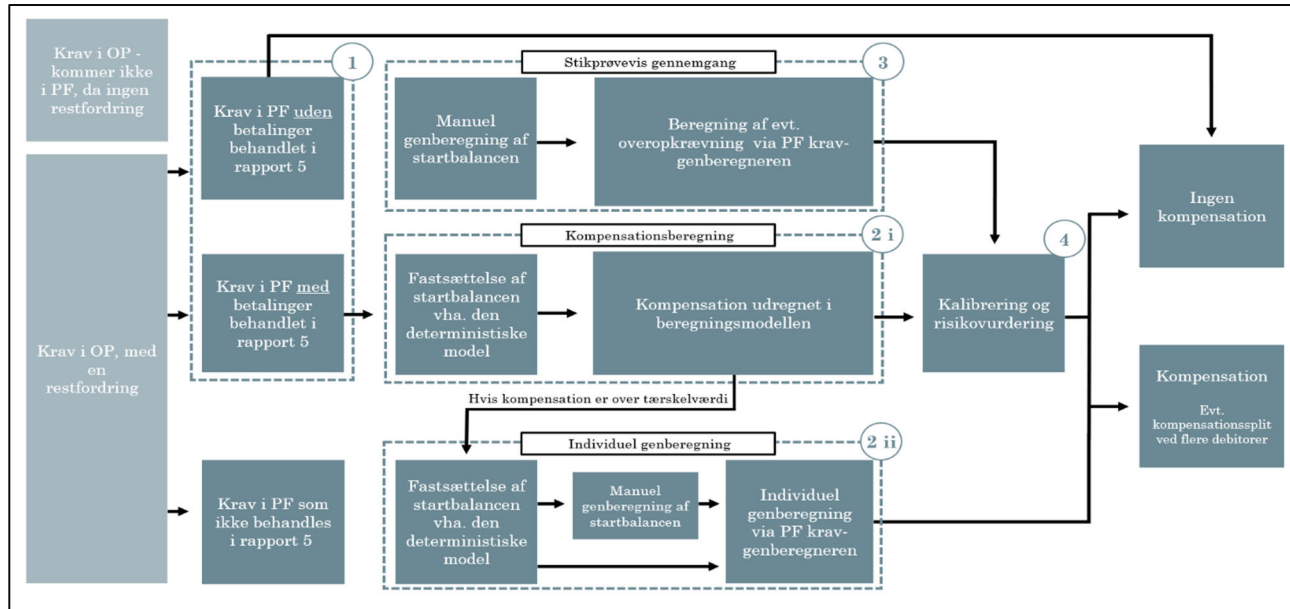 Krav i OP -
kommer ikke
i PF, da ingen
restfordring
Krav i OP, med
en
restfordring
1
Krav i PF uden
betalinger
behandlet i
rapport 5
Krav i PF med
betalinger
behandlet i
rapport 5
Krav i PF som
ikke behandles
i rapport 5
Stikprøvevis gennemgang
3
Manuel
genberegning af
startbalancen
Beregning af evt.
overopkrævning via PF krav-
genberegneren
Kompensationsberegning
2 i
Fastsættelse af
startbalancen
vha. den
deterministiske
model
Kompensation udregnet i
beregningsmodellen
Hvis kompensation er over tærskelværdi
Individuel genberegning
2 ii
Fastsættelse af
startbalancen
vha. den
deterministiske
model
Manuel
genberegning af
startbalancen
Individuel
genberegning
via PF krav-
genberegneren
4
Kalibrering og
risikovurdering
Ingen
kompensation
Kompensation
Evt.
kompensationssplit
ved flere debitorer